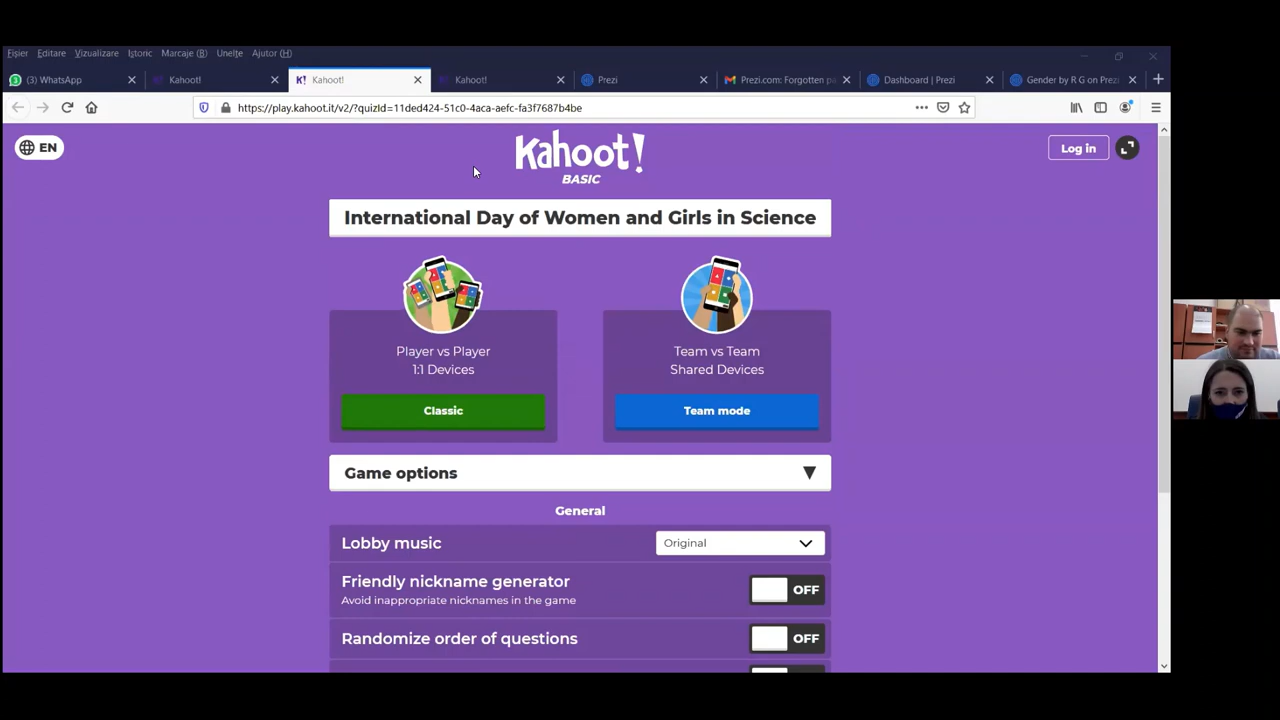 Fișier Editare Vizualizare Istoric Marcaje (B) Unelte Ajutor (H)
(3) WhatsApp Kahoot! K! Kahoot! Kahoot! Prezi Prezi.com: Forgotten pa Dashboard | Prezi Gender by R G on Prez
https://play.kahoot.it/v2/?quizId=11ded424-51c0-4aca-aefc-fa3f7687b4be
EN
Kahoot!
BASIC
Log in
International Day of Women and Girls in Science
Player vs Player
1:1 Devices
Classic
Team vs Team
Shared Devices
Team mode
Game options
General
Lobby music Original
Friendly nickname generator OFF
Avoid inappropriate nicknames in the game
Randomize order of questions OFF